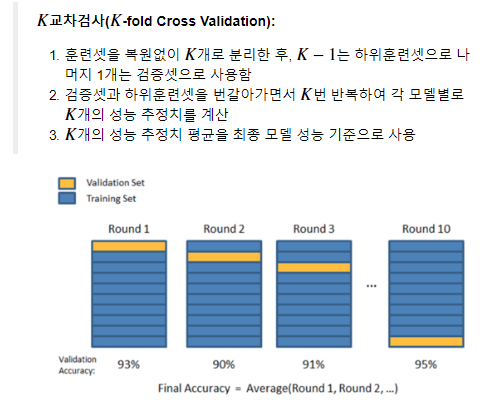 K교차검사(K-fold Cross Validation):
1. 훈련셋을 복원없이 K개로 분리한 후, K − 1는 하위훈련셋으로 나
머지 1개는 검증셋으로 사용함
2. 검증셋과 하위훈련셋을 번갈아가면서 K번 반복하여 각 모델별로
K개의 성능 추정치를 계산
3. K개의 성능 추정치 평균을 최종 모델 성능 기준으로 사용
Validation Set
Training Set
Round 1 Round 2 Round 3 Round 10
...
Validation
Accuracy: 93% 90% 91% 95%
Final Accuracy = Average(Round 1, Round 2, ...)